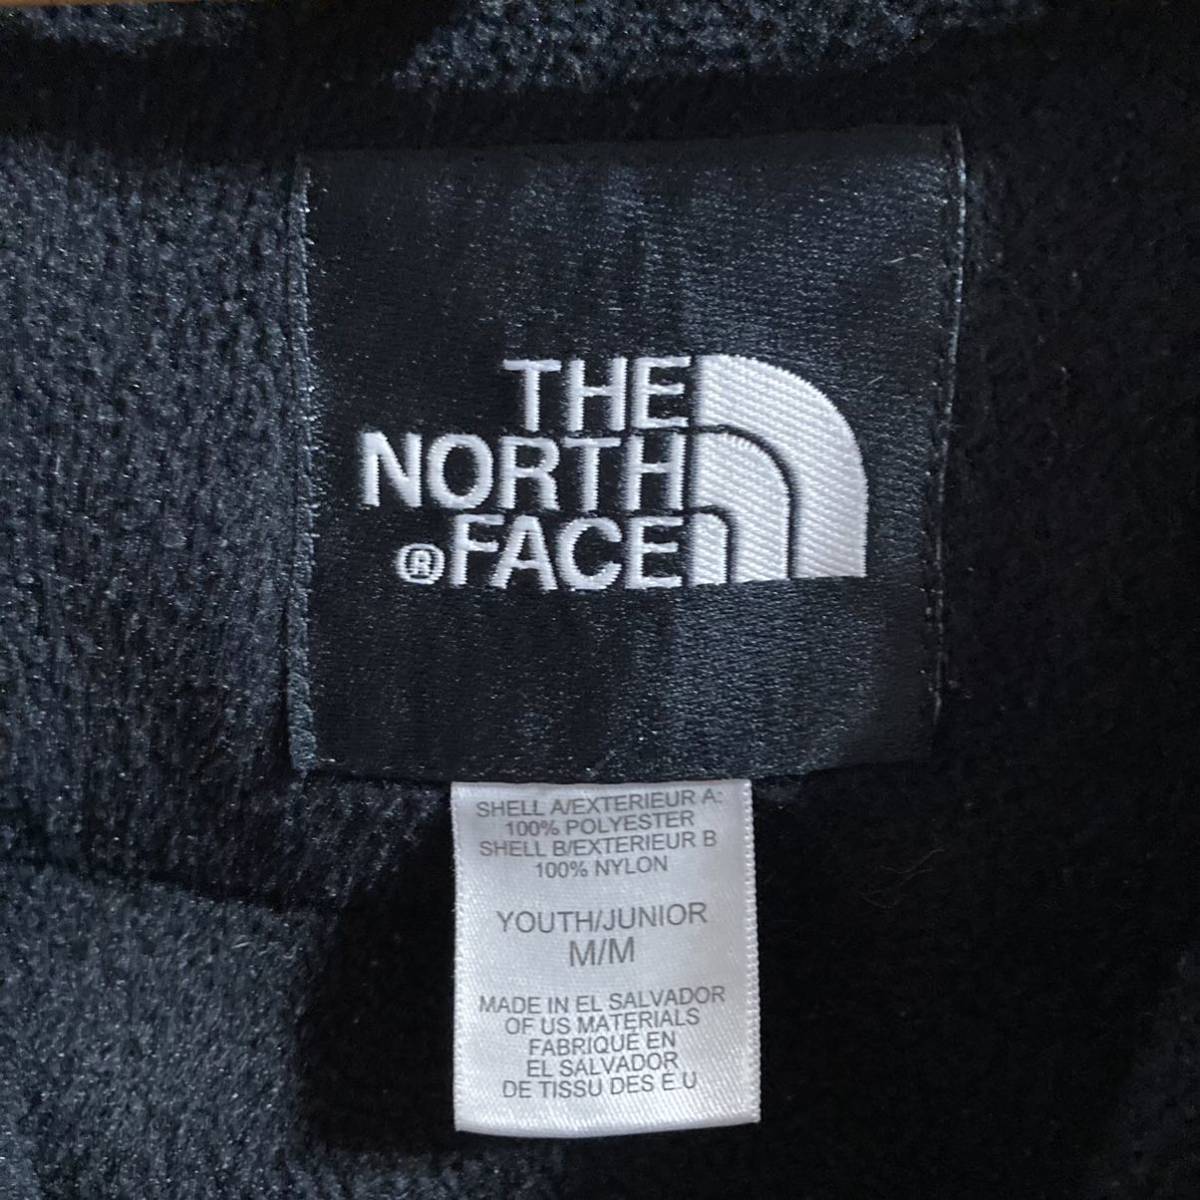 THE
NORTH
®FACE
SHELL A/EXTERIEUR A:
100% POLYESTER
SHELL B/EXTERIEUR B
100% NYLON
YOUTH/JUNIOR
M/M
MADE IN EL SALVADOR
OF US MATERIALS
FABRIQUÉ EN
EL SALVADOR
DE TISSU DES É.U